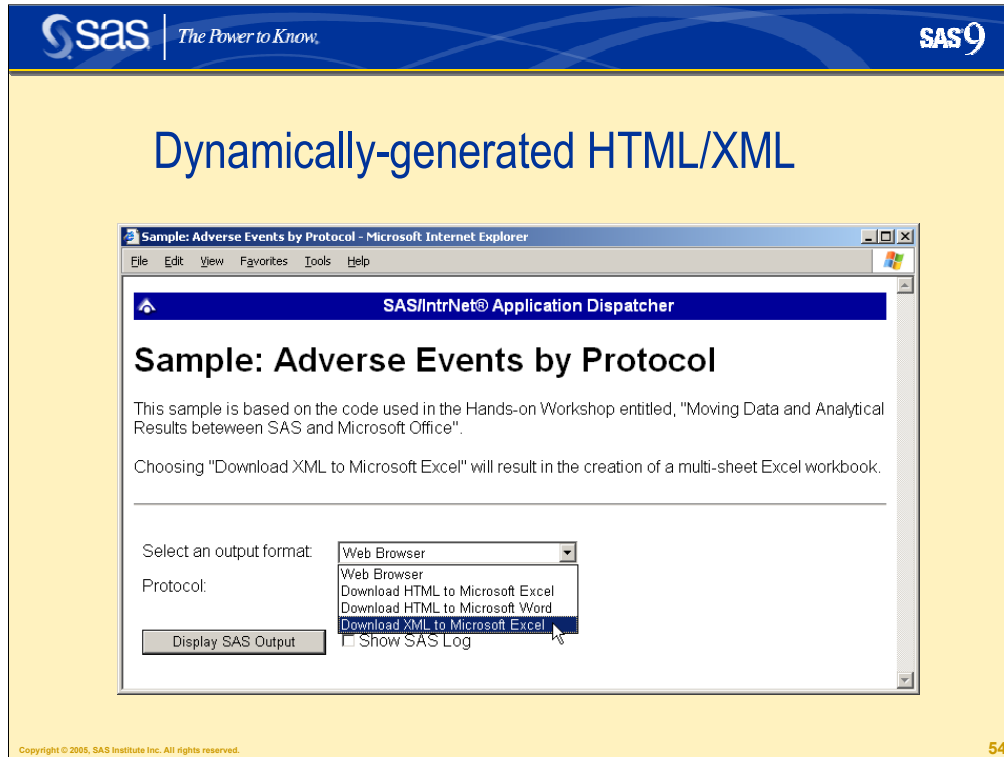 sas The Power to Know. SAS9
Dynamically-generated HTML/XML
Sample: Adverse Events by Protocol - Microsoft Internet Explorer
File Edit View Favorites Tools Help
SAS/IntrNet® Application Dispatcher
Sample: Adverse Events by Protocol
This sample is based on the code used in the Hands-on Workshop entitled, "Moving Data and Analytical
Results beteween SAS and Microsoft Office".
Choosing "Download XML to Microsoft Excel" will result in the creation of a multi-sheet Excel workbook.
Select an output format: Web Browser
Web Browser
Protocol:
Download HTML to Microsoft Excel
Download HTML to Microsoft Word
Download XML to Microsoft Excel
Display SAS Output Show SAS Log
Copyright © 2005, SAS Institute Inc. All rights reserved. 54